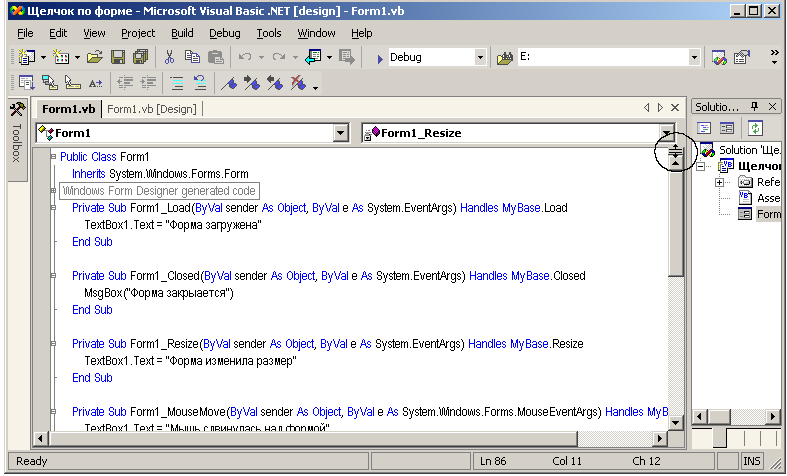 Щелчок по форме - Microsoft Visual Basic .NET [design] - Form1.vb
File Edit View Project Build Debug Tools Window Help
Debug E:
Form1.vb Form1.vb [Design]
Solutio...
Toolbox
Form1 Form1_Resize
Public Class Form1
Inherits System.Windows.Forms.Form
Windows Form Designer generated code
Private Sub Form1_Load(ByVal sender As Object, ByVal e As System.EventArgs) Handles MyBase.Load
TextBox1.Text = "Форма загружена"
End Sub
Private Sub Form1_Closed(ByVal sender As Object, ByVal e As System.EventArgs) Handles MyBase.Closed
MsgBox("Форма закрыается")
End Sub
Private Sub Form1_Resize(ByVal sender As Object, ByVal e As System.EventArgs) Handles MyBase.Resize
TextBox1.Text = "Форма изменила размер"
End Sub
Private Sub Form1_MouseMove(ByVal sender As Object, ByVal e As System.Windows.Forms.MouseEventArgs) Handles MyB
TextBox1.Text = "Мышь сдвинулась над формой"
Solution 'Ще
Щелчо
Refe
Asse
Form
Ready Ln 86 Col 11 Ch 12 INS